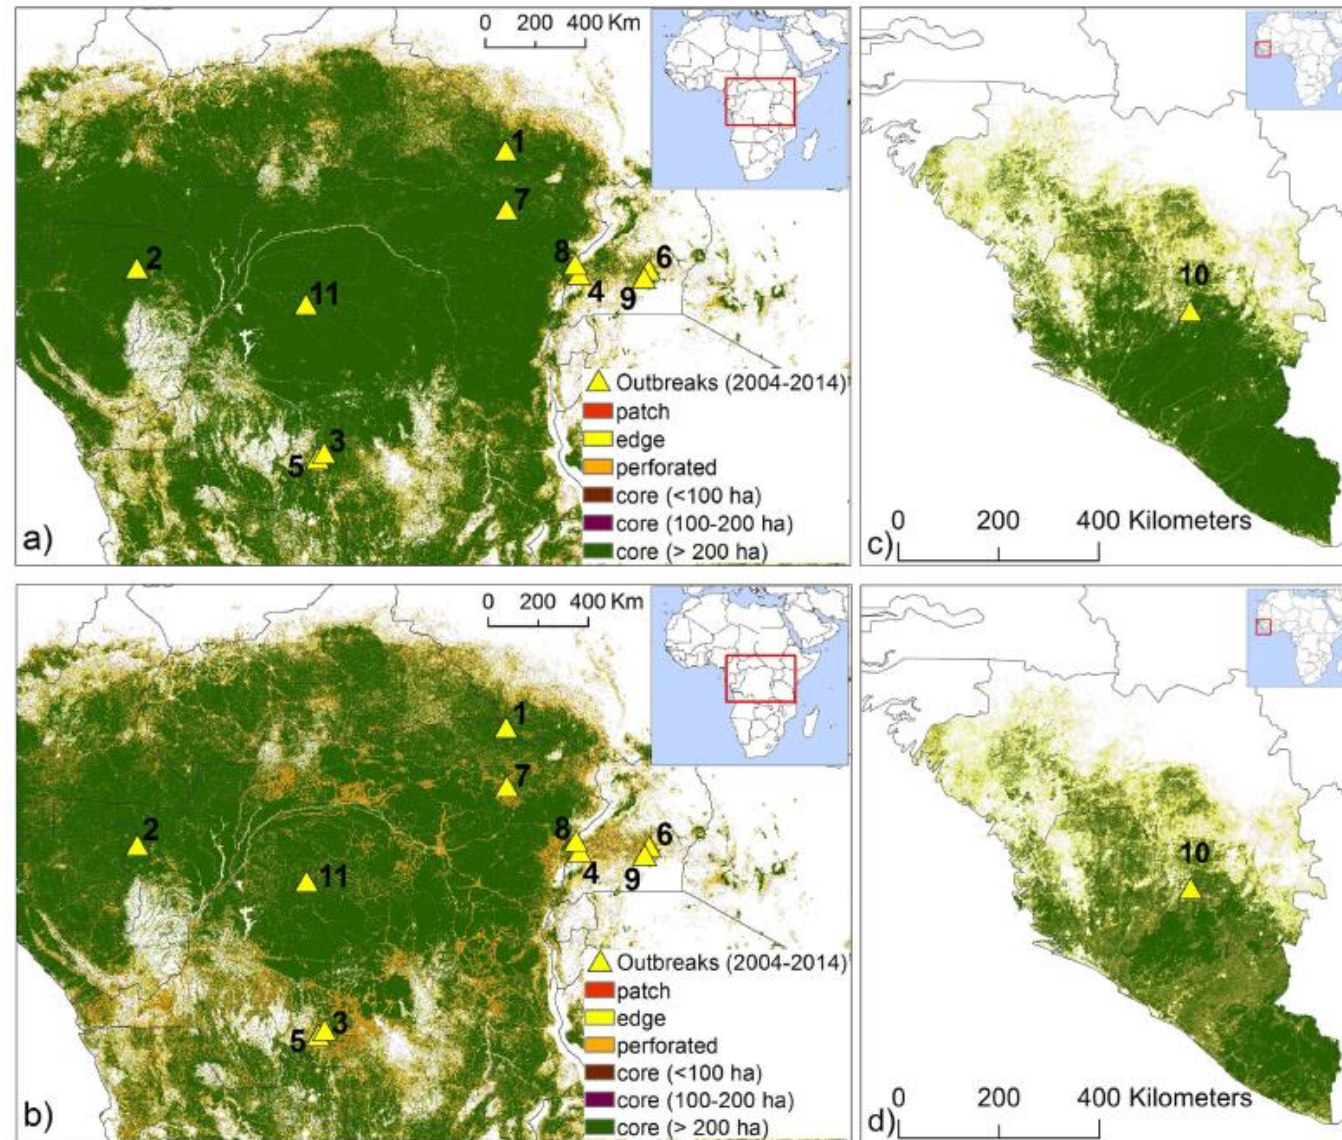 0 200 400 Km
1
7
2
8
6
4
9
11
3
5
Outbreaks (2004-2014)
patch
edge
perforated
core (<100 ha)
core (100-200 ha)
core (> 200 ha)
a)
10
0 200 400 Kilometers
c)
0 200 400 Km
1
7
2
8
6
4
9
11
3
5
Outbreaks (2004-2014)
patch
edge
perforated
core (<100 ha)
core (100-200 ha)
core (> 200 ha)
b)
10
0 200 400 Kilometers
d)